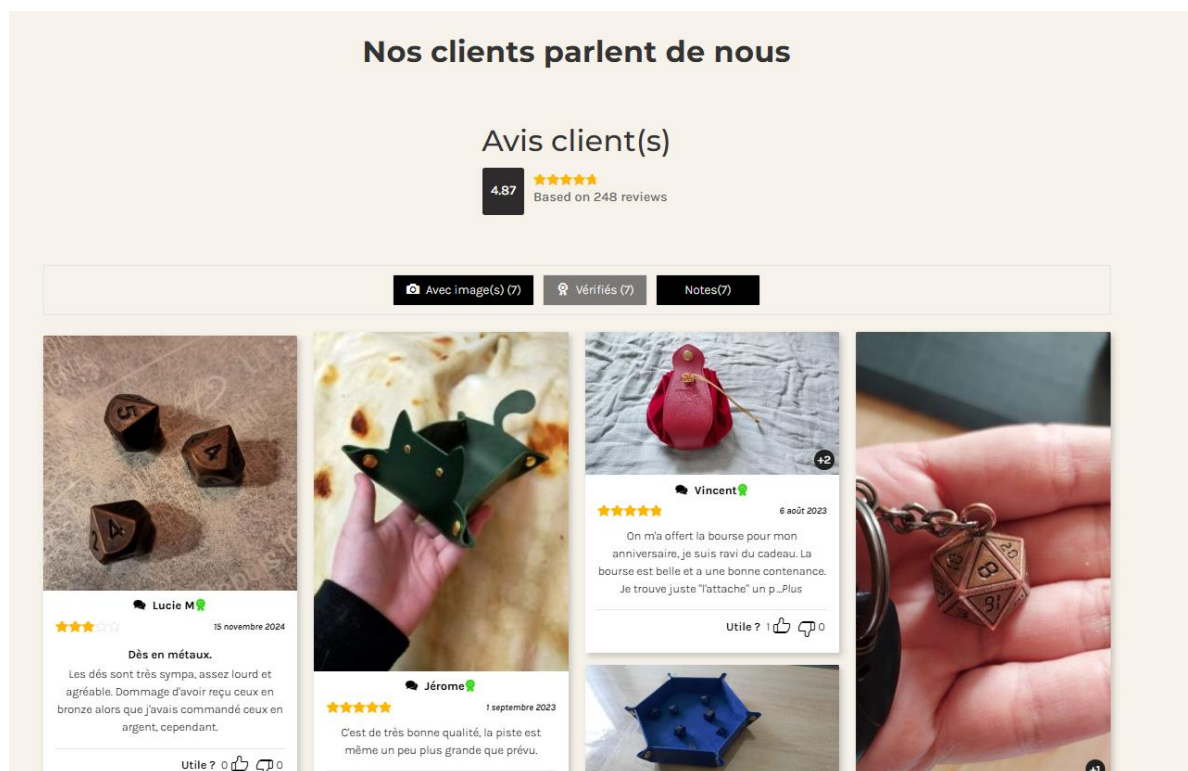 Nos clients parlent de nous
Avis client(s)
4.87
Based on 248 reviews
Avec image(s) (7)
Vérifiés (7)
Notes(7)
Lucie M
15 novembre 2024
Dès en métaux.
Les dés sont très sympa, assez lourd et
agréable. Dommage d'avoir reçu ceux en
bronze alors que j'avais commandé ceux en
argent, cependant.
Utile ? 0 0
Jérome
1 septembre 2023
C'est de très bonne qualité, la piste est
même un peu plus grande que prévu.
+2
Vincent
6 août 2023
On m'a offert la bourse pour mon
anniversaire, je suis ravi du cadeau. La
bourse est belle et a une bonne contenance.
Je trouve juste "l'attache" un p...Plus
Utile ? 1 0
20
8
16
+1